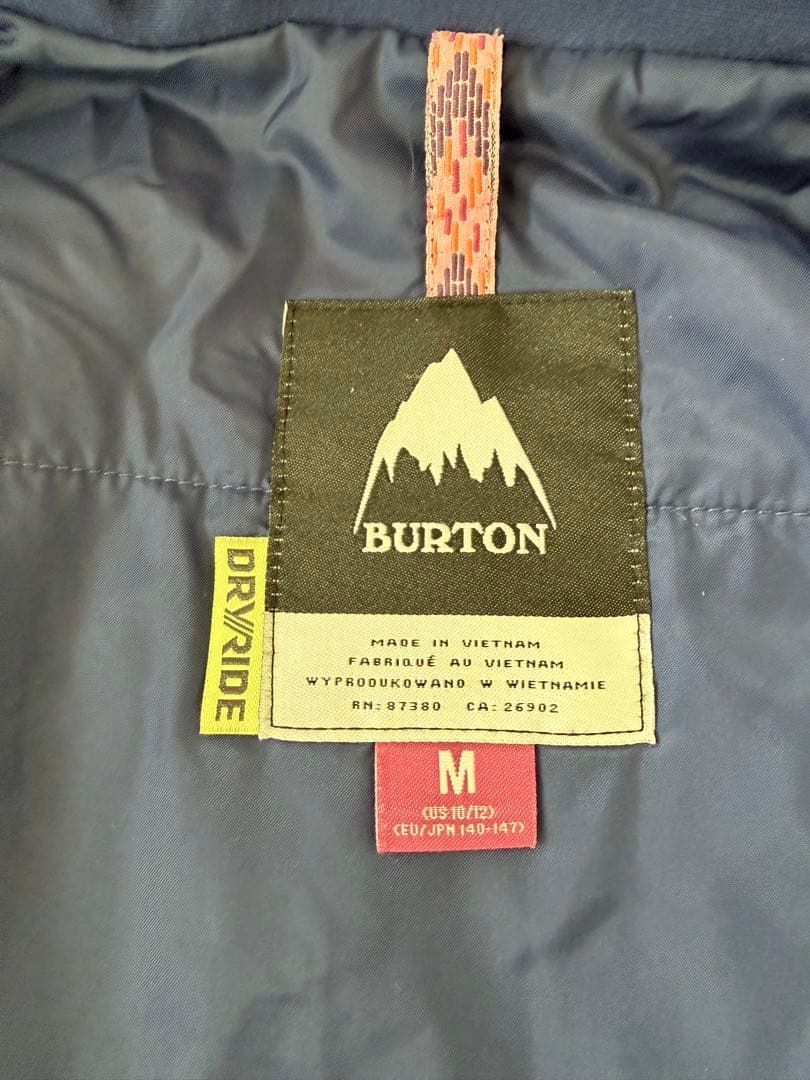 BURTON
DRY//RIDE
MADE IN VIETNAM
FABRIQUÉ AU VIETNAM
WYPRODUKOWANO W WIETNAMIE
RN: 87380 CA: 26902
M
(US 10/12)
(EU/JPN 140-147)